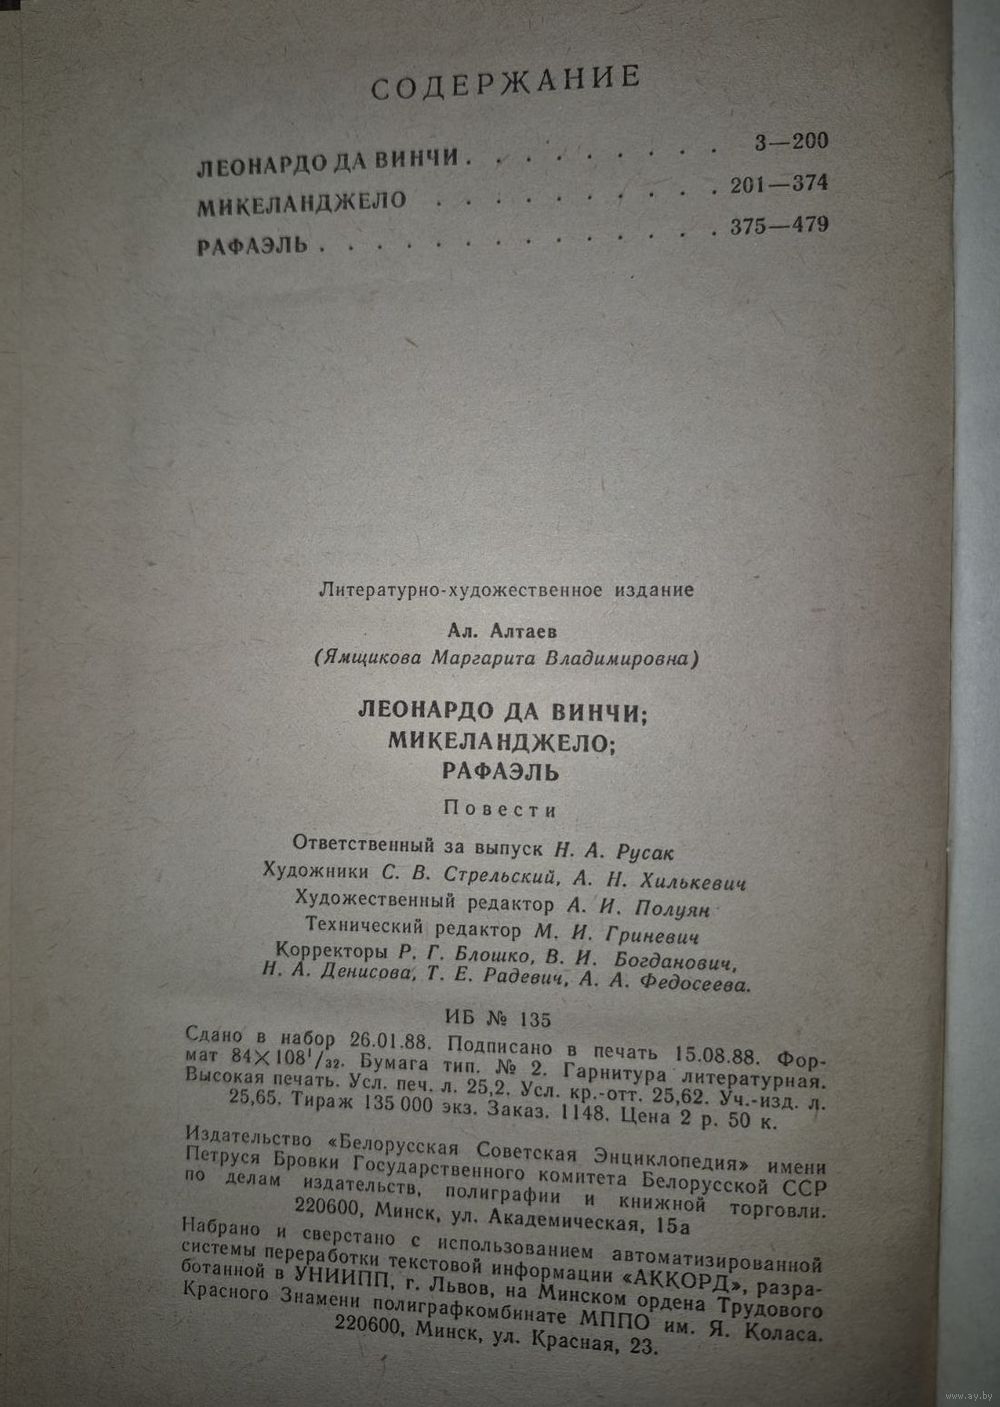 СОДЕРЖАНИЕ
ЛЕОНАРДО ДА ВИНЧИ . . . . . . . . . 3—200
МИКЕЛАНДЖЕЛО . . . . . . . . . . 201—374
РАФАЭЛЬ . . . . . . . . . . . . . . 375—479
Литературно-художественное издание
Ал. Алтаев
(Ямщикова Маргарита Владимировна)
ЛЕОНАРДО ДА ВИНЧИ;
МИКЕЛАНДЖЕЛО;
РАФАЭЛЬ
Повести
Ответственный за выпуск Н. А. Русак
Художники С. В. Стрельский, А. Н. Хилькевич
Художественный редактор А. И. Полуян
Технический редактор М. И. Гриневич
Корректоры Р. Г. Блошко, В. И. Богданович,
Н. А. Денисова, Т. Е. Радевич, А. А. Федосеева.
ИБ № 135
Сдано в набор 26.01.88. Подписано в печать 15.08.88. Фор-
мат 84×108¹/₃₂. Бумага тип. № 2. Гарнитура литературная.
Высокая печать. Усл. печ. л. 25,2. Усл. кр.-отт. 25,62. Уч.-изд. л.
25,65. Тираж 135 000 экз. Заказ. 1148. Цена 2 р. 50 к.
Издательство «Белорусская Советская Энциклопедия» имени
Петруся Бровки Государственного комитета Белорусской ССР
по делам издательств, полиграфии и книжной торговли.
220600, Минск, ул. Академическая, 15а
Набрано и сверстано с использованием автоматизированной
системы переработки текстовой информации «АККОРД», разра-
ботанной в УНИИПП, г. Львов, на Минском ордена Трудового
Красного Знамени полиграфкомбинате МППО им. Я. Коласа.
220600, Минск, ул. Красная, 23.
www.ay.by